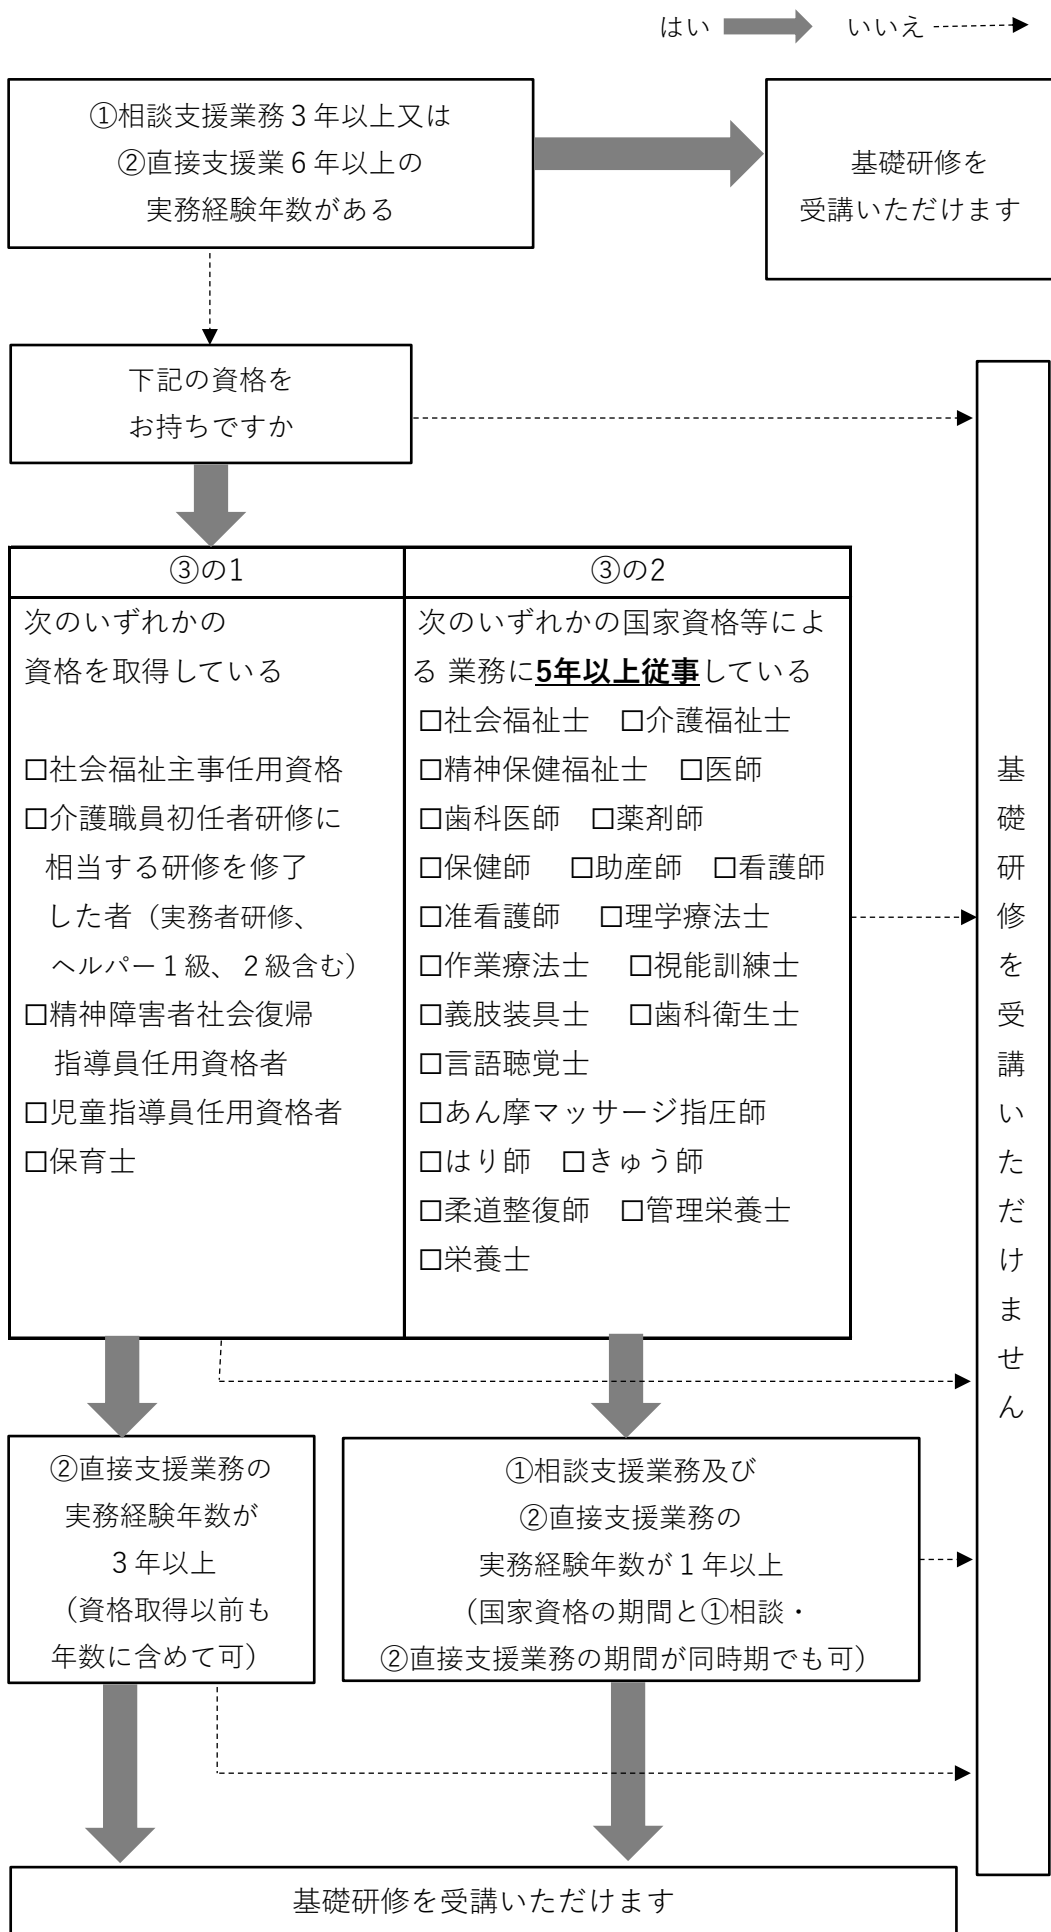 はい いいえ
①相談支援業務３年以上又は
②直接支援業６年以上の
実務経験年数がある
基礎研修を
受講いただけます
下記の資格を
お持ちですか
③の1
次のいずれかの
資格を取得している
□社会福祉主事任用資格
□介護職員初任者研修に
相当する研修を修了
した者（実務者研修、
ヘルパー１級、２級含む）
□精神障害者社会復帰
指導員任用資格者
□児童指導員任用資格者
□保育士
③の2
次のいずれかの国家資格等によ
る 業務に5年以上従事している
□社会福祉士 □介護福祉士
□精神保健福祉士 □医師
□歯科医師 □薬剤師
□保健師 □助産師 □看護師
□准看護師 □理学療法士
□作業療法士 □視能訓練士
□義肢装具士 □歯科衛生士
□言語聴覚士
□あん摩マッサージ指圧師
□はり師 □きゅう師
□柔道整復師 □管理栄養士
□栄養士
基礎研修を受講いただけません
②直接支援業務の
実務経験年数が
３年以上
（資格取得以前も
年数に含めて可）
①相談支援業務及び
②直接支援業務の
実務経験年数が１年以上
（国家資格の期間と①相談・
②直接支援業務の期間が同時期でも可）
基礎研修を受講いただけます